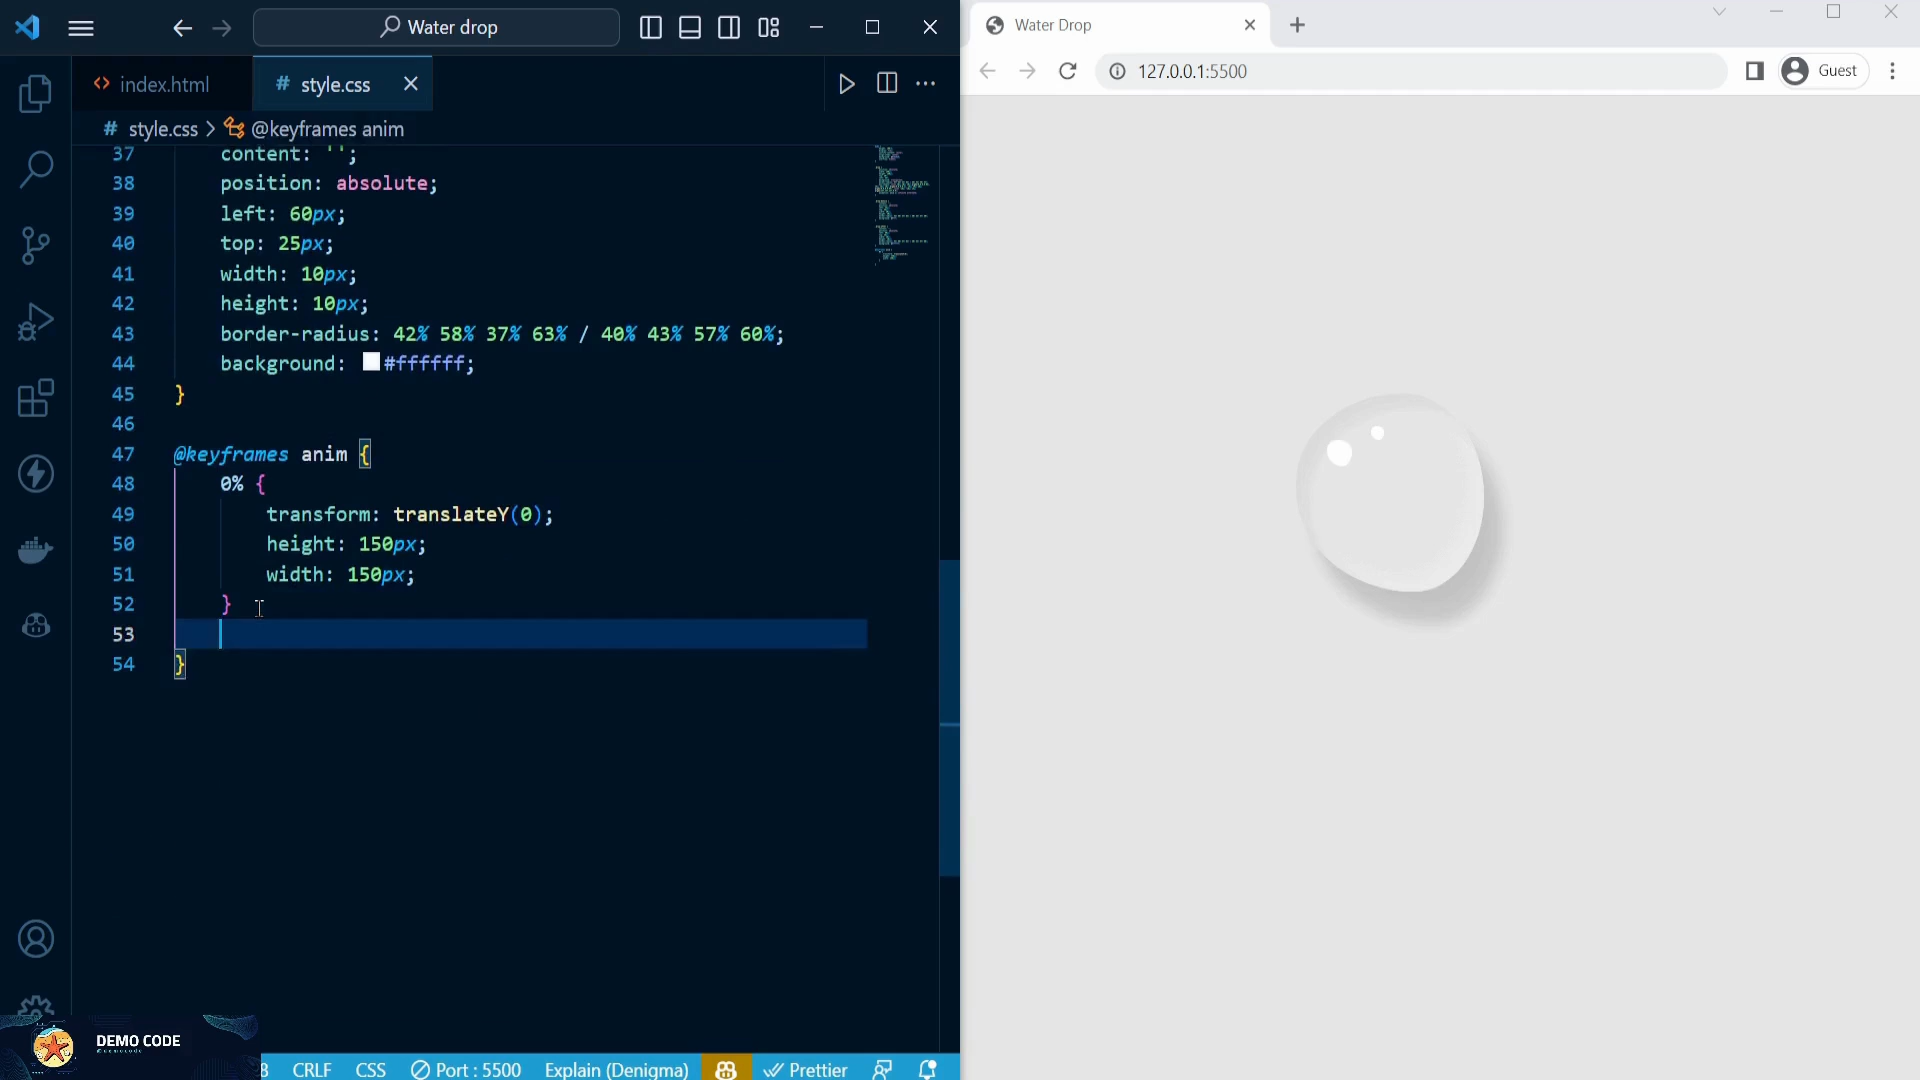 Water drop
index.html
# style.css
# style.css > @keyframes anim
37 content: '';
38 position: absolute;
39 left: 60px;
40 top: 25px;
41 width: 10px;
42 height: 10px;
43 border-radius: 42% 58% 37% 63% / 40% 43% 57% 60%;
44 background: #ffffff;
45 }
46
47 @keyframes anim {
48 0% {
49 transform: translateY(0);
50 height: 150px;
51 width: 150px;
52 }
53
54 }
DEMO CODE
CRLF CSS Port : 5500 Explain (Denigma) Prettier
Water Drop
127.0.0.1:5500
Guest